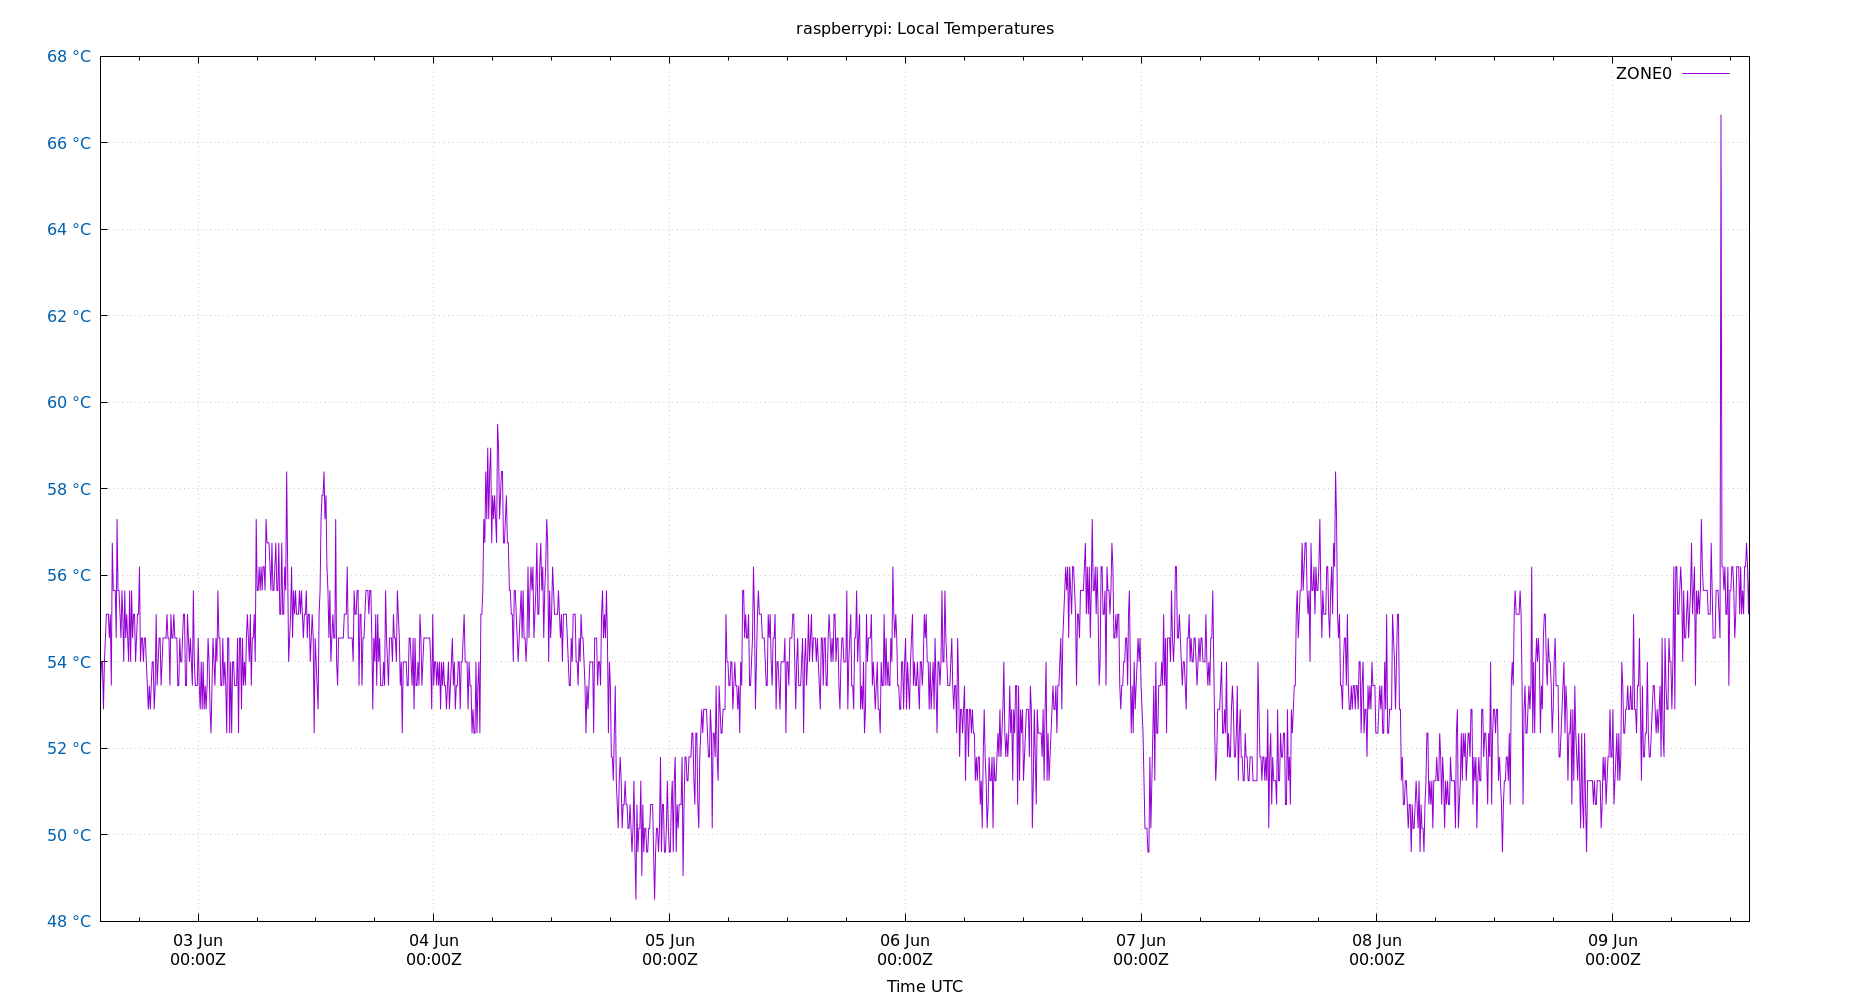 raspberrypi: Local Temperatures
68 °C
ZONE0
66 °C
64 °C
62 °C
60 °C
58 °C
56 °C
54 °C
52 °C
50 °C
48 °C
03 Jun 04 Jun 05 Jun 06 Jun 07 Jun 08 Jun 09 Jun
00:00Z 00:00Z 00:00Z 00:00Z 00:00Z 00:00Z 00:00Z
Time UTC